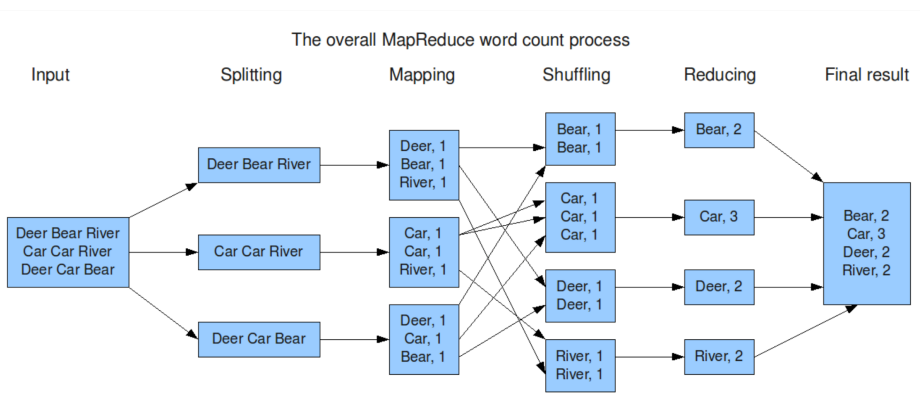 The overall MapReduce word count process
Input
Splitting
Mapping
Shuffling
Reducing
Final result
Deer Bear River
Car Car River
Deer Car Bear
Deer Bear River
Car Car River
Deer Car Bear
Deer, 1
Bear, 1
River, 1
Car, 1
Car, 1
River, 1
Deer, 1
Car, 1
Bear, 1
Bear, 1
Bear, 1
Car, 1
Car, 1
Car, 1
Deer, 1
Deer, 1
River, 1
River, 1
Bear, 2
Car, 3
Deer, 2
River, 2
Bear, 2
Car, 3
Deer, 2
River, 2